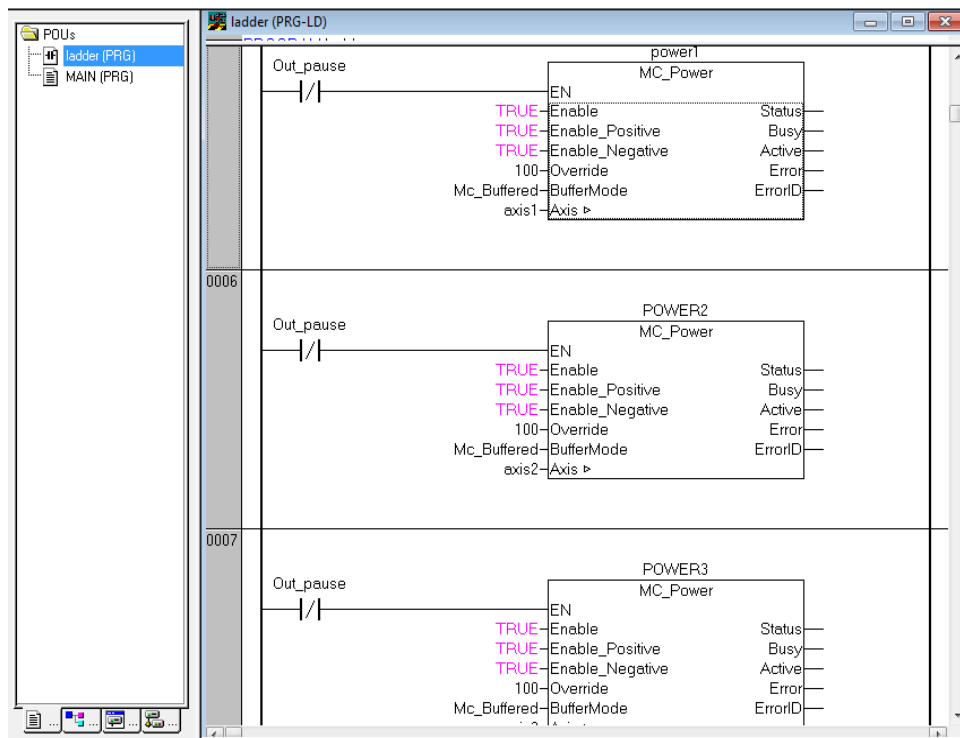 POUs
ladder (PRG)
MAIN (PRG)
ladder (PRG-LD)
power1
Out_pause
MC_Power
EN
TRUE Enable Status
TRUE Enable_Positive Busy
TRUE Enable_Negative Active
100 Override Error
Mc_Buffered BufferMode ErrorID
axis1 Axis
0006
POWER2
Out_pause
MC_Power
EN
TRUE Enable Status
TRUE Enable_Positive Busy
TRUE Enable_Negative Active
100 Override Error
Mc_Buffered BufferMode ErrorID
axis2 Axis
0007
POWER3
Out_pause
MC_Power
EN
TRUE Enable Status
TRUE Enable_Positive Busy
TRUE Enable_Negative Active
100 Override Error
Mc_Buffered BufferMode ErrorID